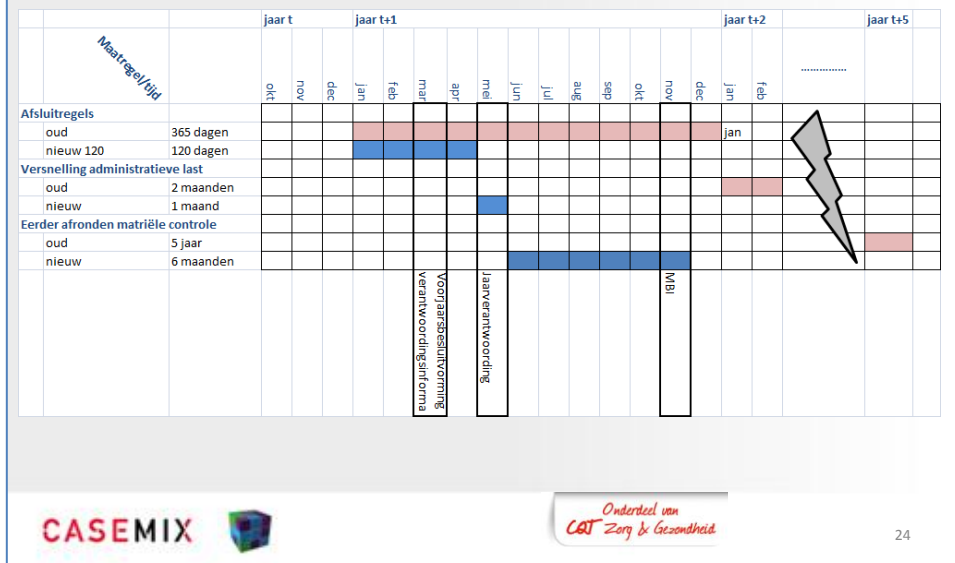 jaar t jaar t+1 jaar t+2 jaar t+5
Maatregel/tijd
okt nov dec jan feb mar apr mei jun jul aug sep okt nov dec jan feb ...............
Afsluitregels
oud 365 dagen jan
nieuw 120 120 dagen
Versnelling administratieve last
oud 2 maanden
nieuw 1 maand
Eerder afronden matriële controle
oud 5 jaar
nieuw 6 maanden
Voorjaarsbesluitvorming
verantwoordingsinforma
Jaarverantwoording
MBI
CASEMIX
Onderdeel van
CQT Zorg & Gezondheid
24